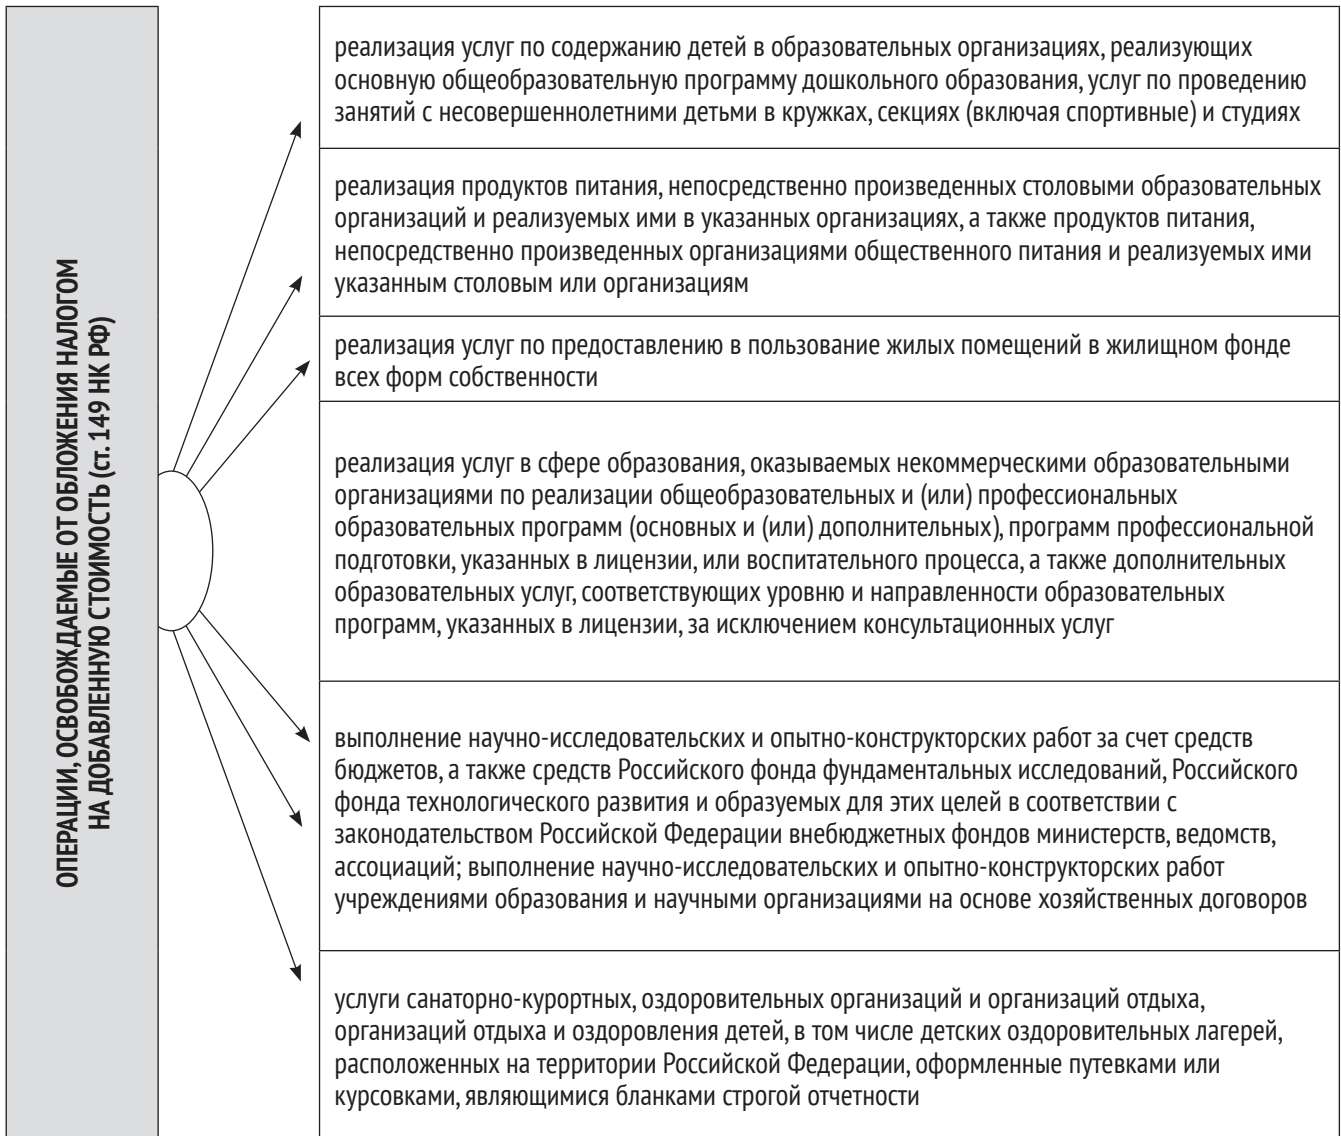 ОПЕРАЦИИ, ОСВОБОЖДАЕМЫЕ ОТ ОБЛОЖЕНИЯ НАЛОГОМ
НА ДОБАВЛЕННУЮ СТОИМОСТЬ (ст. 149 НК РФ)
реализация услуг по содержанию детей в образовательных организациях, реализующих
основную общеобразовательную программу дошкольного образования, услуг по проведению
занятий с несовершеннолетними детьми в кружках, секциях (включая спортивные) и студиях
реализация продуктов питания, непосредственно произведенных столовыми образовательных
организаций и реализуемых ими в указанных организациях, а также продуктов питания,
непосредственно произведенных организациями общественного питания и реализуемых ими
указанным столовым или организациям
реализация услуг по предоставлению в пользование жилых помещений в жилищном фонде
всех форм собственности
реализация услуг в сфере образования, оказываемых некоммерческими образовательными
организациями по реализации общеобразовательных и (или) профессиональных
образовательных программ (основных и (или) дополнительных), программ профессиональной
подготовки, указанных в лицензии, или воспитательного процесса, а также дополнительных
образовательных услуг, соответствующих уровню и направленности образовательных
программ, указанных в лицензии, за исключением консультационных услуг
выполнение научно-исследовательских и опытно-конструкторских работ за счет средств
бюджетов, а также средств Российского фонда фундаментальных исследований, Российского
фонда технологического развития и образуемых для этих целей в соответствии с
законодательством Российской Федерации внебюджетных фондов министерств, ведомств,
ассоциаций; выполнение научно-исследовательских и опытно-конструкторских работ
учреждениями образования и научными организациями на основе хозяйственных договоров
услуги санаторно-курортных, оздоровительных организаций и организаций отдыха,
организаций отдыха и оздоровления детей, в том числе детских оздоровительных лагерей,
расположенных на территории Российской Федерации, оформленные путевками или
курсовками, являющимися бланками строгой отчетности